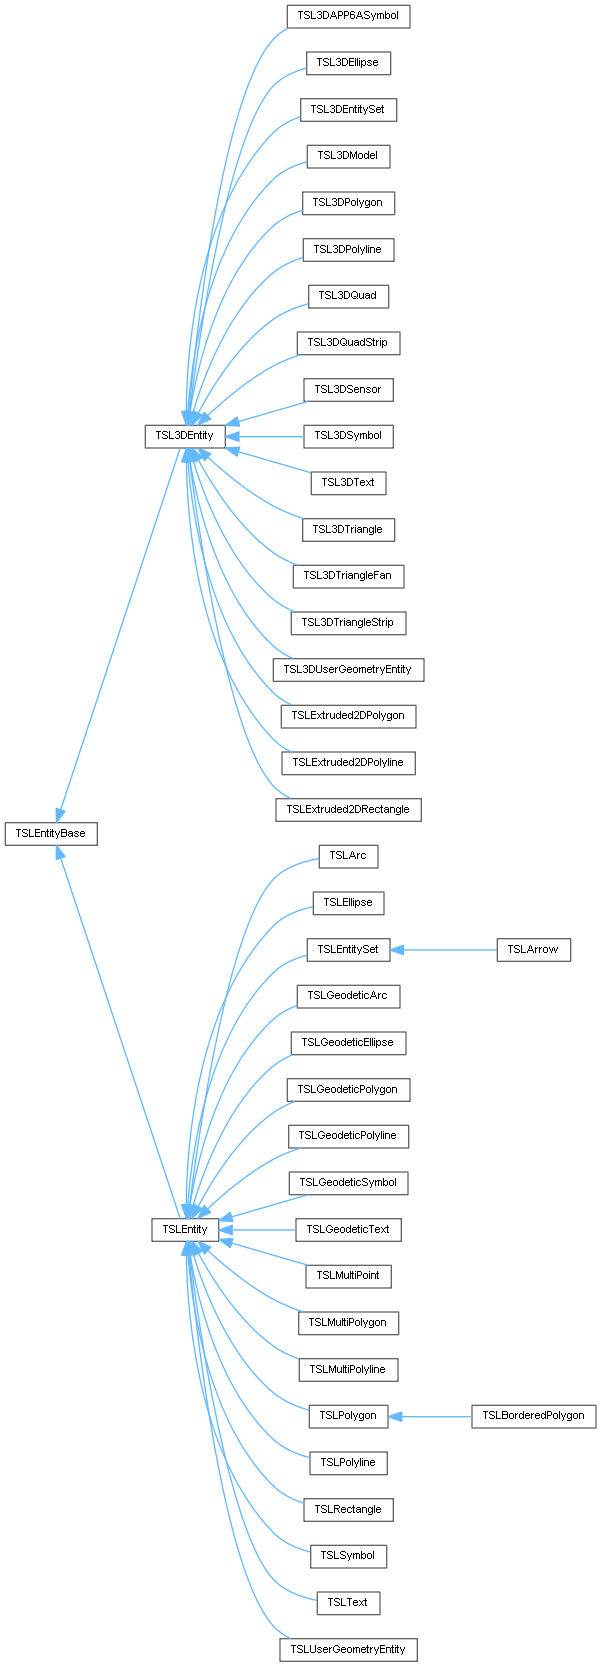 TSL3DAPP6ASymbol
TSL3DEllipse
TSL3DEntitySet
TSL3DModel
TSL3DPolygon
TSL3DPolyline
TSL3DQuad
TSL3DQuadStrip
TSL3DSensor
TSL3DEntity
TSL3DSymbol
TSL3DText
TSL3DTriangle
TSL3DTriangleFan
TSL3DTriangleStrip
TSL3DUserGeometryEntity
TSLExtruded2DPolygon
TSLExtruded2DPolyline
TSLExtruded2DRectangle
TSLEntityBase
TSLArc
TSLEllipse
TSLEntitySet
TSLArrow
TSLGeodeticArc
TSLGeodeticEllipse
TSLGeodeticPolygon
TSLGeodeticPolyline
TSLGeodeticSymbol
TSLEntity
TSLGeodeticText
TSLMultiPoint
TSLMultiPolygon
TSLMultiPolyline
TSLPolygon
TSLBorderedPolygon
TSLPolyline
TSLRectangle
TSLSymbol
TSLText
TSLUserGeometryEntity